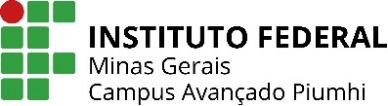 INSTITUTO FEDERAL
Minas Gerais
Campus Avançado Piumhi